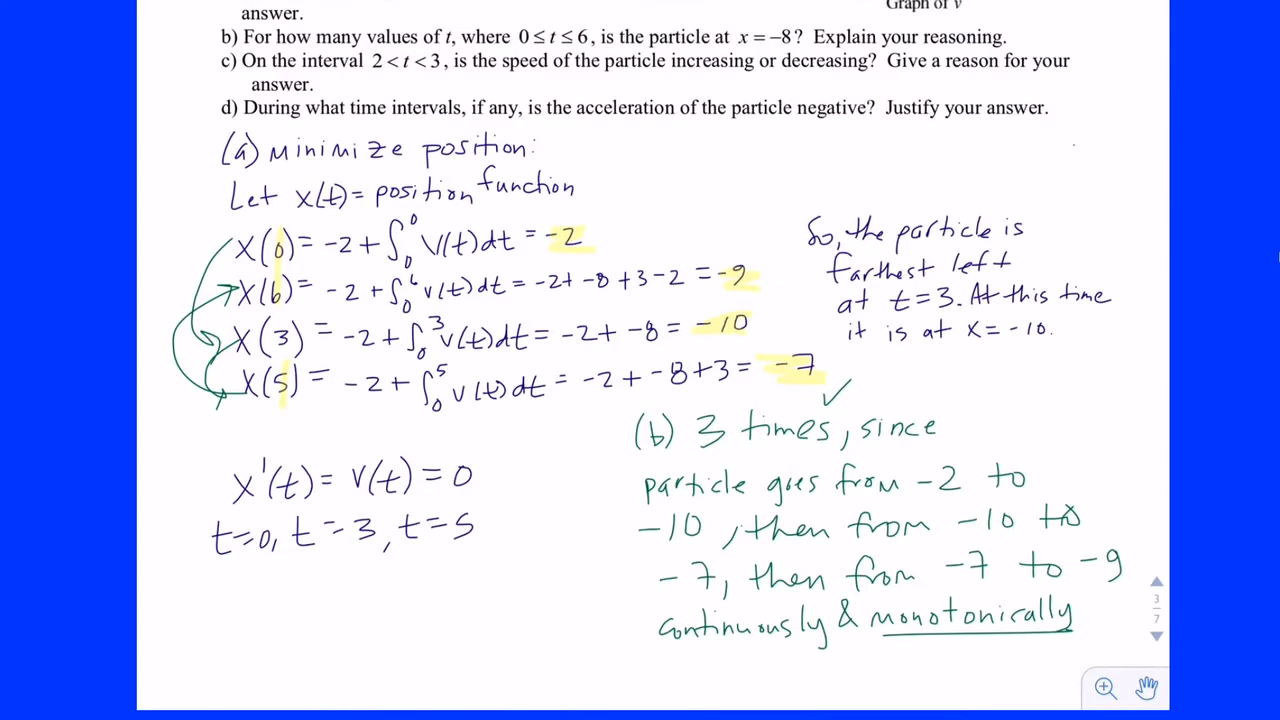 answer.
Graph of v
b) For how many values of t, where 0 ≤ t ≤ 6, is the particle at x = −8? Explain your reasoning.
c) On the interval 2 < t < 3, is the speed of the particle increasing or decreasing? Give a reason for your
answer.
d) During what time intervals, if any, is the acceleration of the particle negative? Justify your answer.
(a) minimize position:
Let x(t) = position function
x(0) = -2 + ∫₀⁰ v(t)dt = -2
x(6) = -2 + ∫₀⁶ v(t)dt = -2 + -8 + 3 - 2 = -9
x(3) = -2 + ∫₀³ v(t)dt = -2 + -8 = -10
x(5) = -2 + ∫₀⁵ v(t)dt = -2 + -8 + 3 = -7
So, the particle is
farthest left
at t = 3. At this time
it is at x = -10.
x'(t) = v(t) = 0
t=0, t=3, t=5
(b) 3 times, since
particle goes from -2 to
-10, then from -10 to
-7, then from -7 to -9
continuously & monotonically
3
7